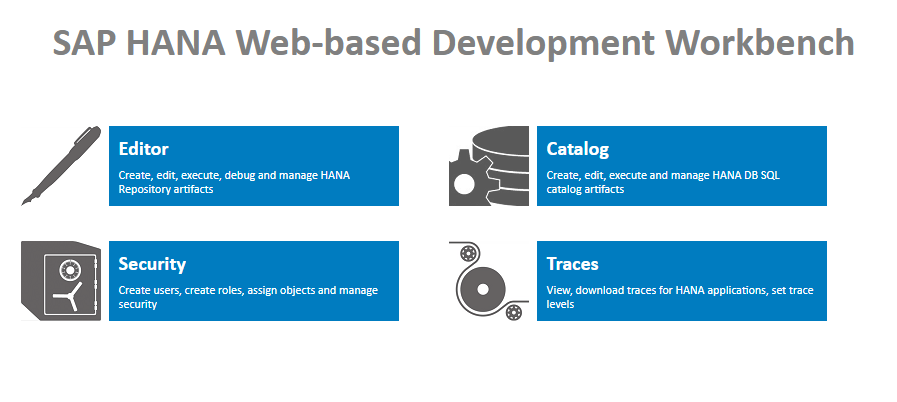 SAP HANA Web-based Development Workbench
Editor
Create, edit, execute, debug and manage HANA
Repository artifacts
Catalog
Create, edit, execute and manage HANA DB SQL
catalog artifacts
Security
Create users, create roles, assign objects and manage
security
Traces
View, download traces for HANA applications, set trace
levels